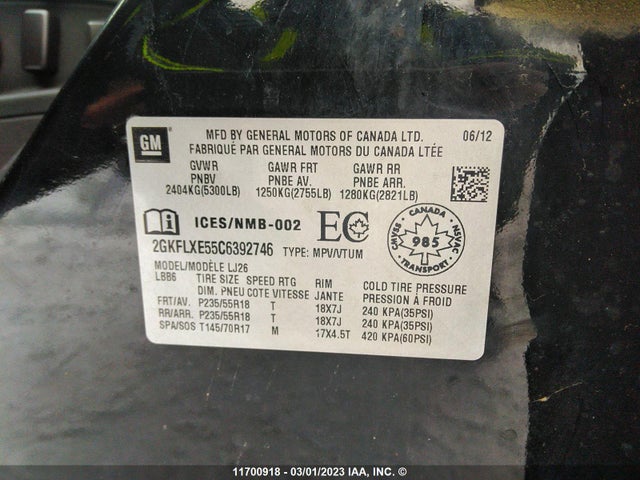 GM
MFD BY GENERAL MOTORS OF CANADA LTD. 06/12
FABRIQUÉ PAR GENERAL MOTORS DU CANADA LTÉE
GVWR GAWR FRT GAWR RR
PNBV PNBE AV. PNBE ARR.
2404KG(5300LB) 1250KG(2755LB) 1280KG(2821LB)
ICES/NMB-002 EC
CANADA
CMVSS 985 NSVAC
TRANSPORT
2GKFLXE55C6392746 TYPE: MPV/VTUM
MODEL/MODÈLE LJ26
LBB6 TIRE SIZE SPEED RTG RIM COLD TIRE PRESSURE
DIM. PNEU COTE VITESSE JANTE PRESSION À FROID
FRT/AV. P235/55R18 T 18X7J 240 KPA(35PSI)
RR/ARR. P235/55R18 T 18X7J 240 KPA(35PSI)
SPA/SOS T145/70R17 M 17X4.5T 420 KPA(60PSI)
11700918 - 03/01/2023 IAA, INC. ©